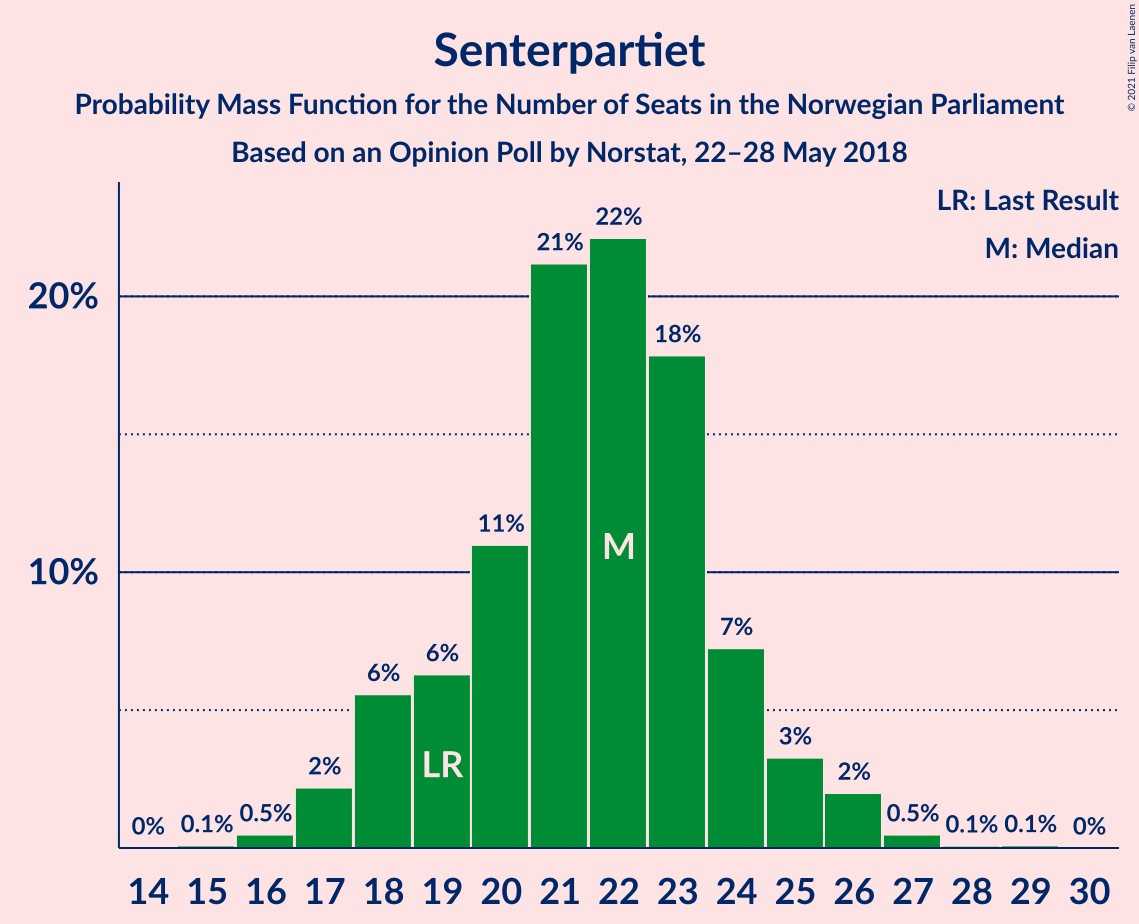 Senterpartiet
Probability Mass Function for the Number of Seats in the Norwegian Parliament
Based on an Opinion Poll by Norstat, 22–28 May 2018
© 2021 Filip van Laenen
LR: Last Result
M: Median
20%
10%
0% 0.1% 0.5% 2% 6% 6% 11% 21% 22% 18% 7% 3% 2% 0.5% 0.1% 0.1% 0%
LR
M
14 15 16 17 18 19 20 21 22 23 24 25 26 27 28 29 30